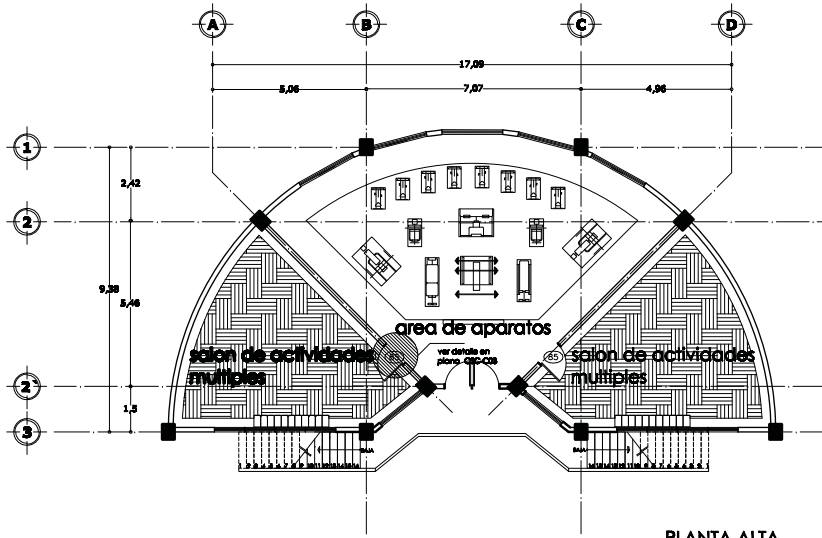 A B C D
17,09
5,06 7,07 4,96
1
2,42
2
9,38
5,46
area de aparatos
ver detalle en
plano
85
85
salon de actividades
multiples
salon de actividades
multiples
2'
1,5
3
BAJA
BAJA
PLANTA ALTA